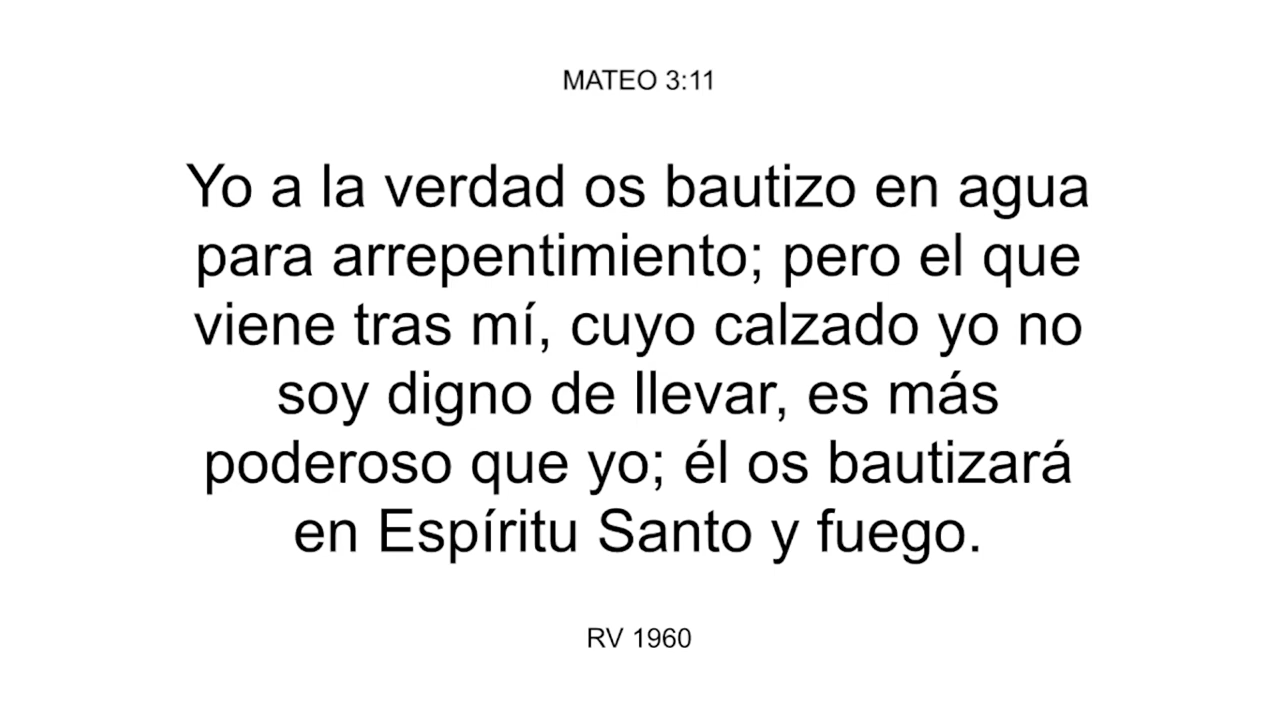 MATEO 3:11
Yo a la verdad os bautizo en agua
para arrepentimiento; pero el que
viene tras mí, cuyo calzado yo no
soy digno de llevar, es más
poderoso que yo; él os bautizará
en Espíritu Santo y fuego.
RV 1960